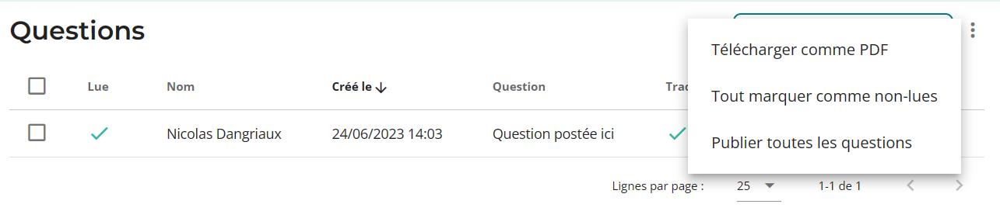 Questions
Télécharger comme PDF
Tout marquer comme non-lues
Publier toutes les questions
Lue Nom Créé le Question
Nicolas Dangriaux 24/06/2023 14:03 Question postée ici
Lignes par page : 25 1-1 de 1